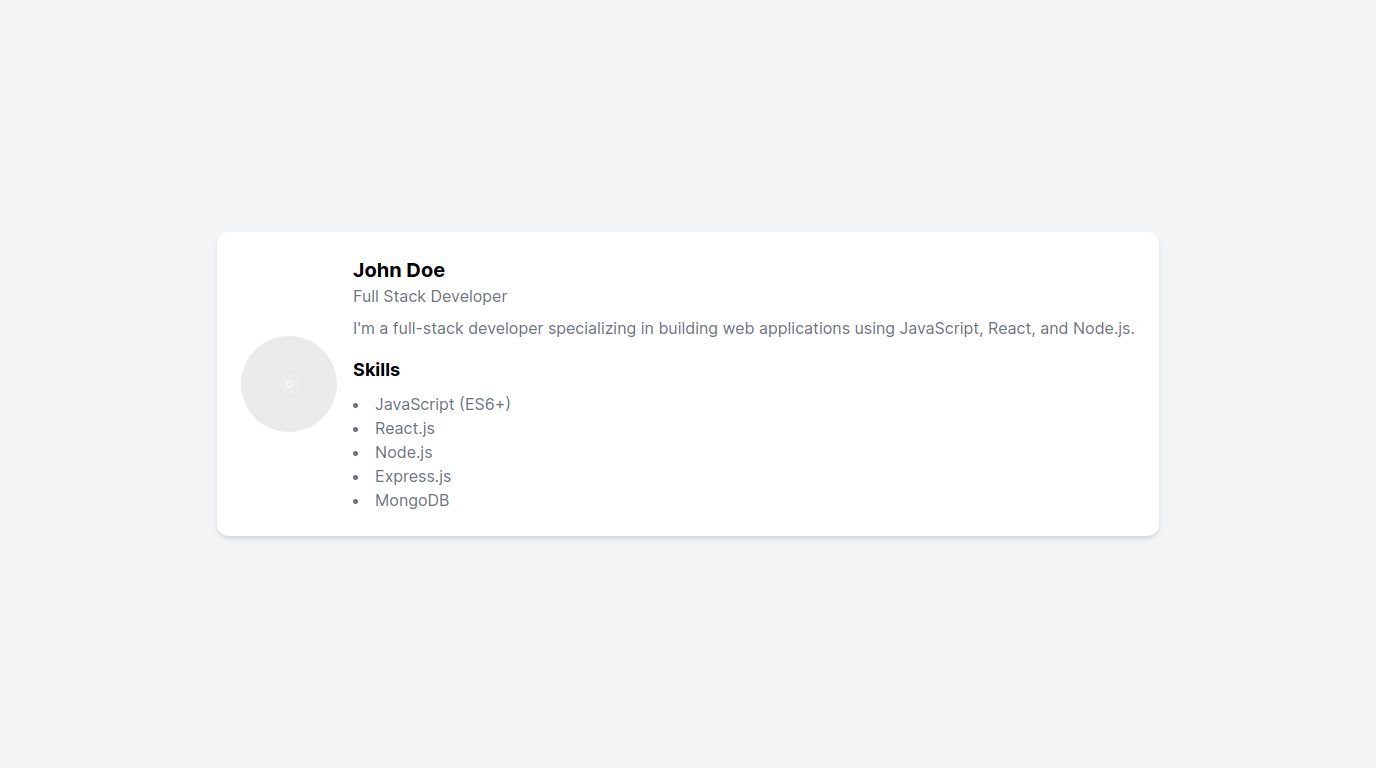 John Doe
Full Stack Developer
I'm a full-stack developer specializing in building web applications using JavaScript, React, and Node.js.
Skills
JavaScript (ES6+)
React.js
Node.js
Express.js
MongoDB